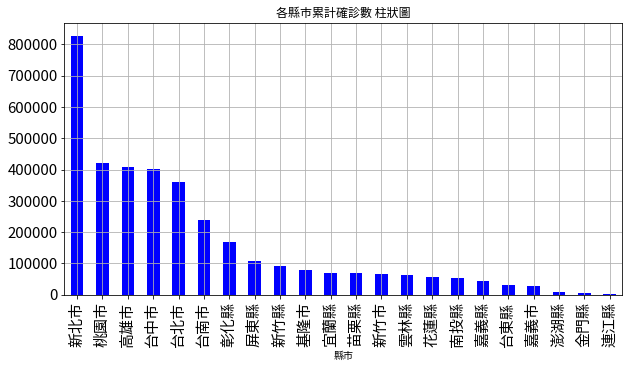 各縣市累計確診數 柱狀圖
800000
700000
600000
500000
400000
300000
200000
100000
0
新北市
桃園市
高雄市
台中市
台北市
台南市
彰化縣
屏東縣
新竹縣
基隆市
宜蘭縣
苗栗縣
新竹市
雲林縣
花蓮縣
南投縣
嘉義縣
台東縣
嘉義市
澎湖縣
金門縣
連江縣
縣市